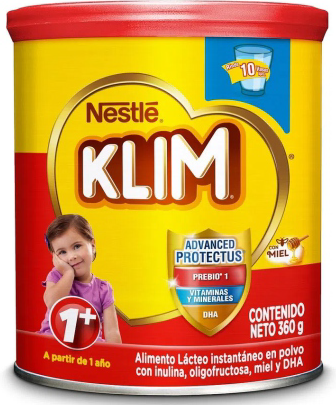 10
Nestlé
KLIM®
ADVANCED
PROTECTUS
PREBIO® 1
VITAMINAS
Y MINERALES
DHA
CON
MIEL
1+
A partir de 1 año
CONTENIDO
NETO 360 g
Alimento Lácteo instantáneo en polvo
con inulina, oligofructosa, miel y DHA